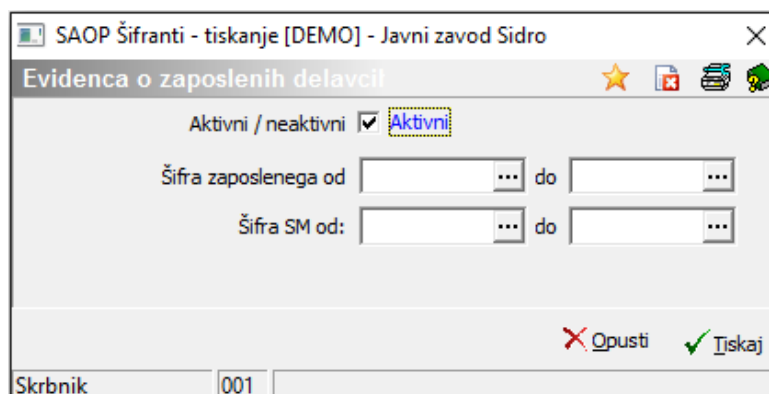 SAOP Šifranti - tiskanje [DEMO] - Javni zavod Sidro
Evidenca o zaposlenih delavcih
Aktivni / neaktivni Aktivni
Šifra zaposlenega od ... do ...
Šifra SM od: ... do ...
Opusti Tiskaj
Skrbnik 001